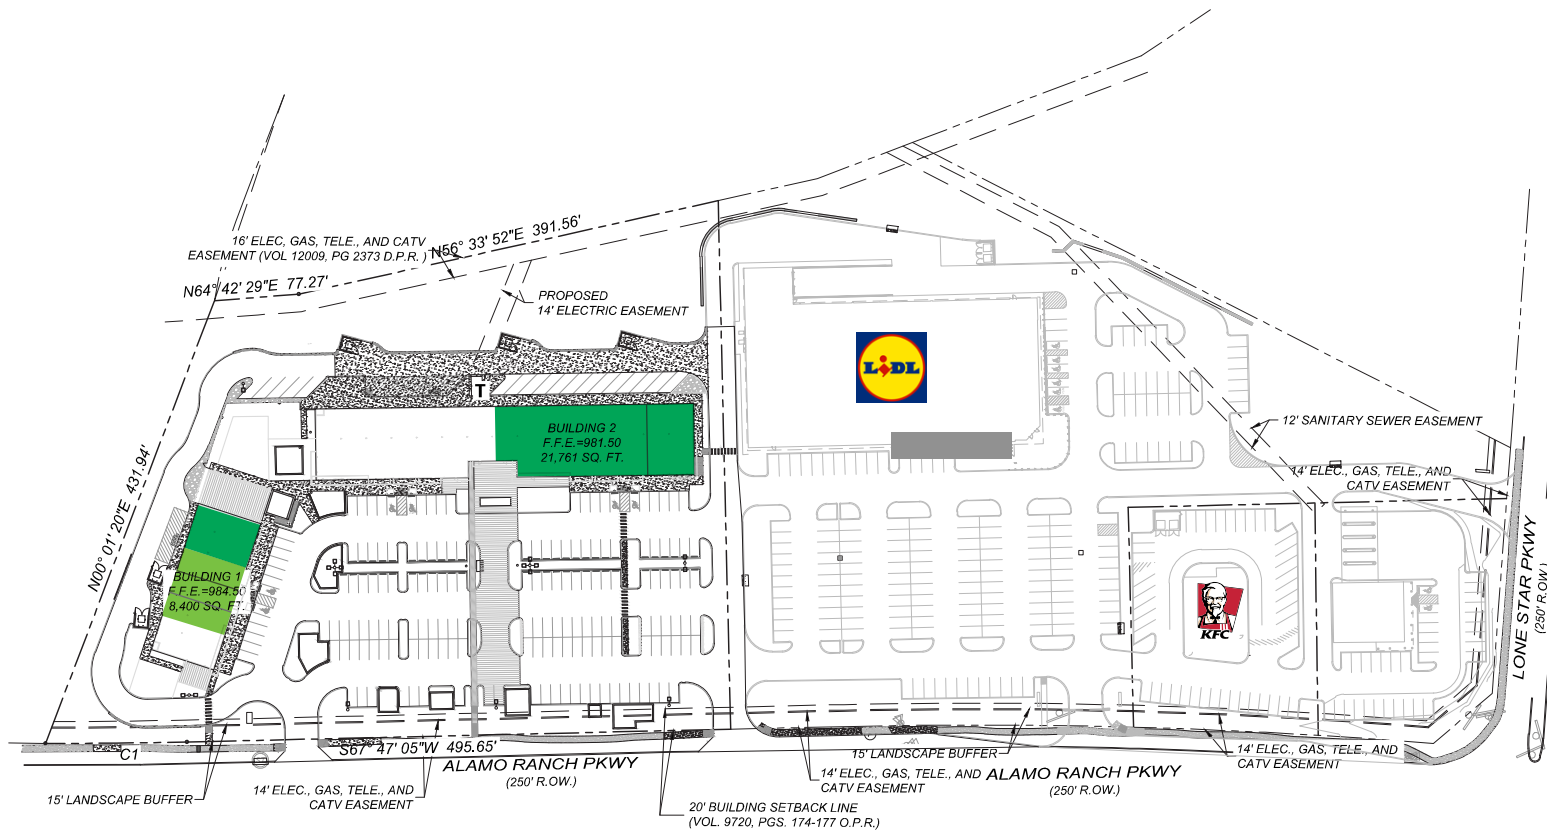 16' ELEC, GAS, TELE., AND CATV
EASEMENT (VOL 12009, PG 2373 D.P.R. )
N56° 33' 52"E 391.56'
N64° 42' 29"E 77.27'
PROPOSED
14' ELECTRIC EASEMENT
LIDL
T
BUILDING 2
F.F.E.=981.50
21,761 SQ. FT.
12' SANITARY SEWER EASEMENT
14' ELEC., GAS, TELE., AND
CATV EASEMENT
N00° 01' 20"E 431.94'
BUILDING 1
F.F.E.=984.50
8,400 SQ. FT.
KFC
LONE STAR PKWY
(250' R.OW.)
C1
S67° 47' 05"W 495.65'
ALAMO RANCH PKWY
(250' R.OW.)
15' LANDSCAPE BUFFER
14' ELEC., GAS, TELE., AND
CATV EASEMENT
15' LANDSCAPE BUFFER
14' ELEC., GAS, TELE., AND
CATV EASEMENT
ALAMO RANCH PKWY
(250' R.OW.)
14' ELEC., GAS, TELE., AND
CATV EASEMENT
20' BUILDING SETBACK LINE
(VOL. 9720, PGS. 174-177 O.P.R.)